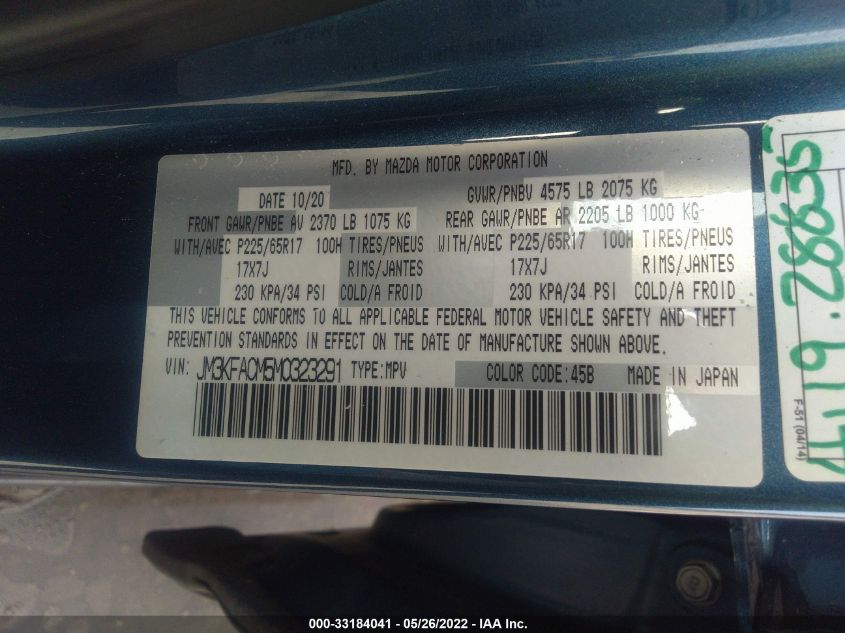 MFD. BY MAZDA MOTOR CORPORATION
DATE 10/20 GVWR/PNBV 4575 LB 2075 KG
FRONT GAWR/PNBE AV 2370 LB 1075 KG REAR GAWR/PNBE AR 2205 LB 1000 KG
WITH/AVEC P225/65R17 100H TIRES/PNEUS WITH/AVEC P225/65R17 100H TIRES/PNEUS
17X7J RIMS/JANTES 17X7J RIMS/JANTES
230 KPA/34 PSI COLD/A FROID 230 KPA/34 PSI COLD/A FROID
THIS VEHICLE CONFORMS TO ALL APPLICABLE FEDERAL MOTOR VEHICLE SAFETY AND THEFT
PREVENTION STANDARDS IN EFFECT ON THE DATE OF MANUFACTURE SHOWN ABOVE.
VIN: JM3KFACM5M0323291 TYPE:MPV COLOR CODE:45B MADE IN JAPAN
F-51 (04/14)
000-33184041 - 05/26/2022 - IAA Inc.